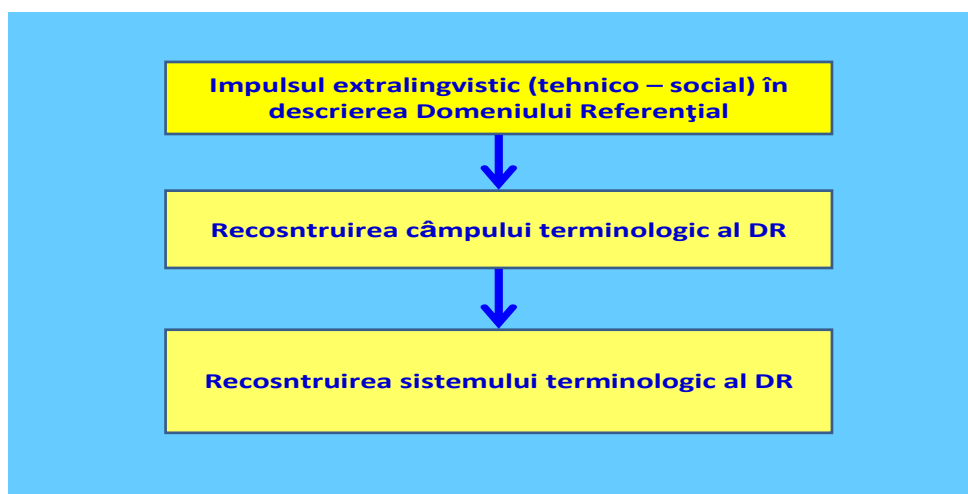 Impulsul extralingvistic (tehnico – social) în
descrierea Domeniului Referenţial
Recosntruirea câmpului terminologic al DR
Recosntruirea sistemului terminologic al DR